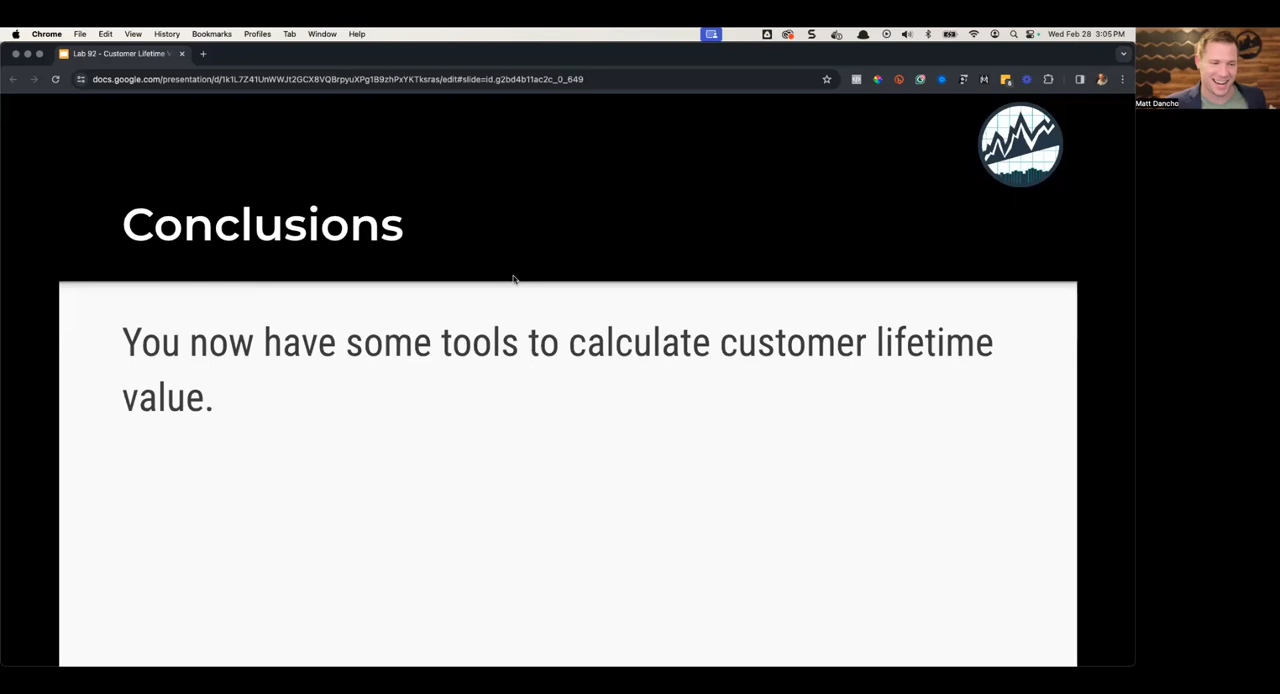 Chrome File Edit View History Bookmarks Profiles Tab Window Help Wed Feb 28 3:05 PM
Lab 92 - Customer Lifetime
docs.google.com/presentation/d/1k1L7Z41UnWWJt2GCX8VQBrpyuXPg1B9zhPxYKTksras/edit#slide=id.g2bd4b11ac2c_0_649
Matt Dancho
Conclusions
You now have some tools to calculate customer lifetime
value.